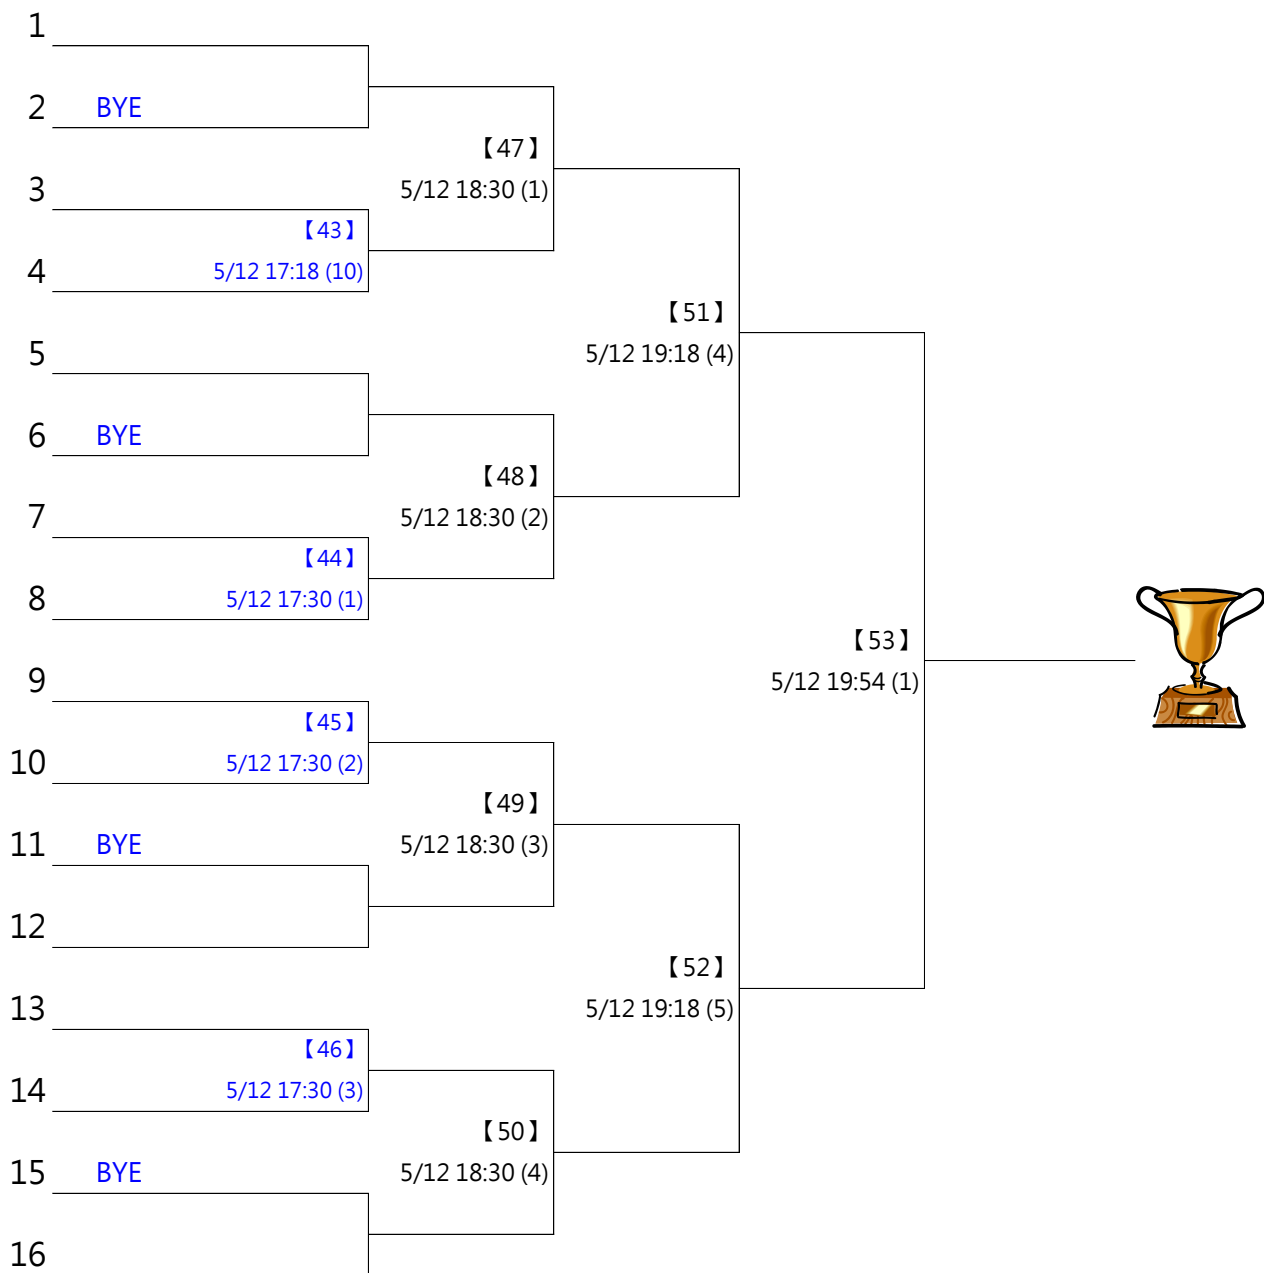 1
2 BYE
【47】
3 5/12 18:30 (1)
【43】
4 5/12 17:18 (10)
【51】
5 5/12 19:18 (4)
6 BYE
【48】
7 5/12 18:30 (2)
【44】
8 5/12 17:30 (1)
【53】
9 5/12 19:54 (1)
【45】
10 5/12 17:30 (2)
【49】
11 BYE 5/12 18:30 (3)
12
【52】
13 5/12 19:18 (5)
【46】
14 5/12 17:30 (3)
【50】
15 BYE 5/12 18:30 (4)
16